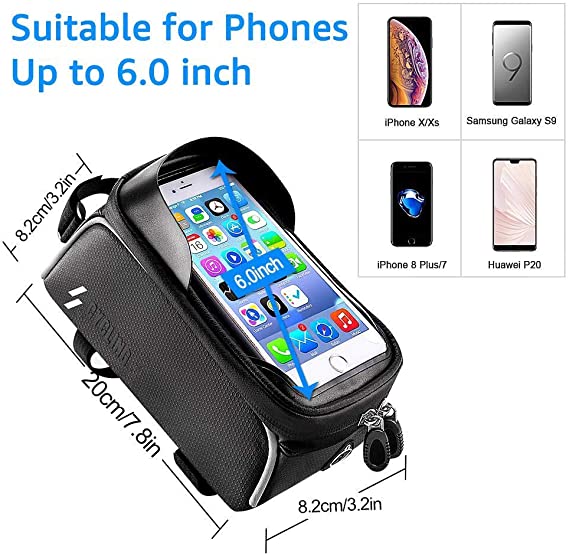 Suitable for Phones
Up to 6.0 inch
9
iPhone X/Xs
Samsung Galaxy S9
iPhone 8 Plus/7
Huawei P20
8.2cm/3.2in
6.0inch
20cm/7.8in
8.2cm/3.2in